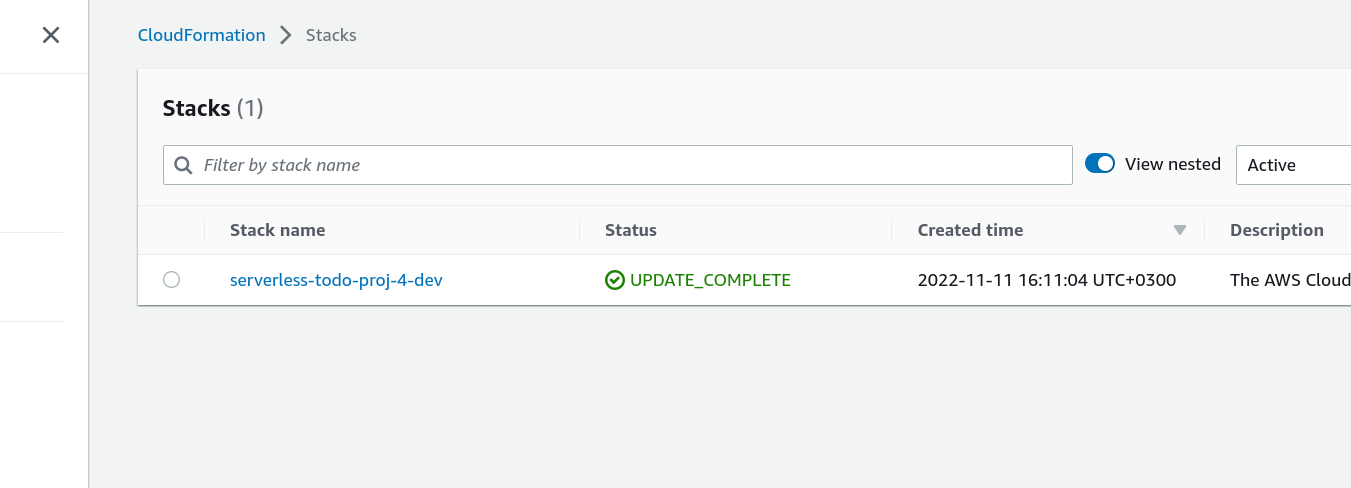 CloudFormation > Stacks
Stacks (1)
Filter by stack name
View nested
Active
Stack name Status Created time Description
serverless-todo-proj-4-dev UPDATE_COMPLETE 2022-11-11 16:11:04 UTC+0300 The AWS Cloud